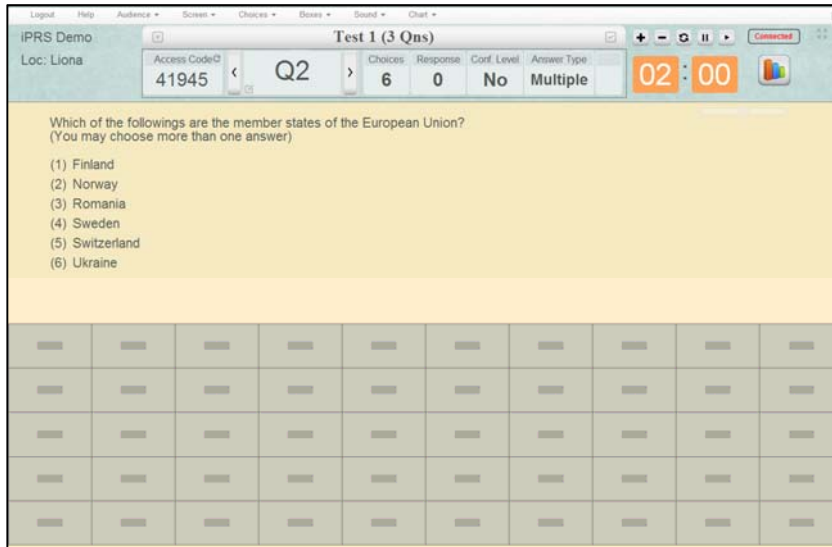 Logout Help Audience Screen Choices Boxes Sound Chart
iPRS Demo
Test 1 (3 Qns)
Connected
Loc: Liona
Access Code
41945
Q2
Choices
6
Response
0
Conf. Level
No
Answer Type
Multiple
02 : 00
Which of the followings are the member states of the European Union?
(You may choose more than one answer)
(1) Finland
(2) Norway
(3) Romania
(4) Sweden
(5) Switzerland
(6) Ukraine